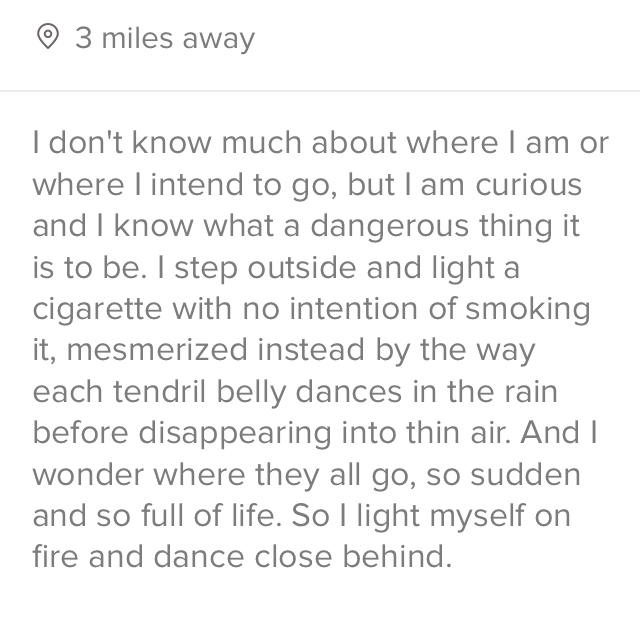 3 miles away
I don't know much about where I am or
where I intend to go, but I am curious
and I know what a dangerous thing it
is to be. I step outside and light a
cigarette with no intention of smoking
it, mesmerized instead by the way
each tendril belly dances in the rain
before disappearing into thin air. And I
wonder where they all go, so sudden
and so full of life. So I light myself on
fire and dance close behind.